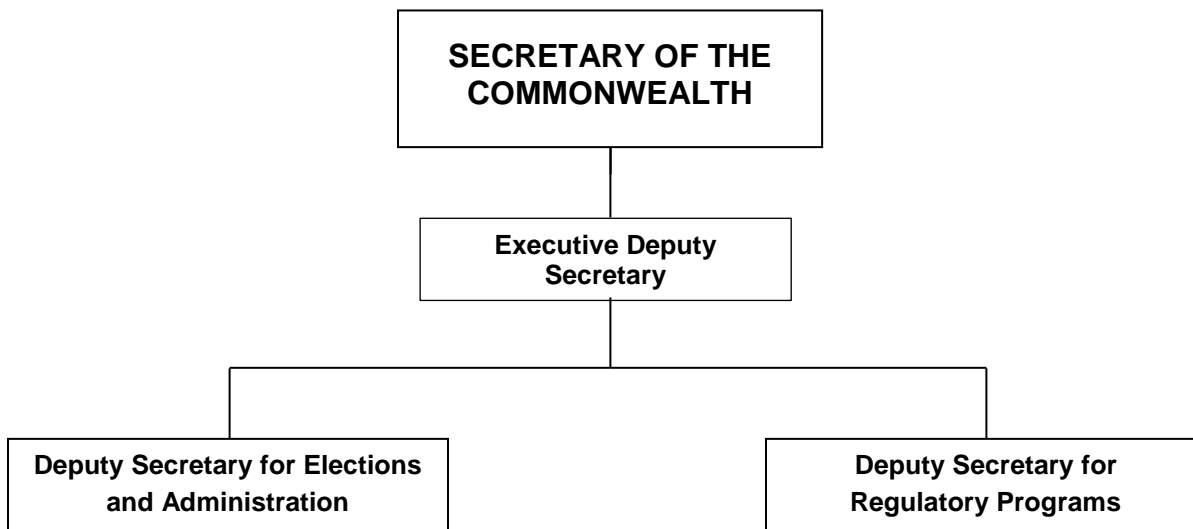 SECRETARY OF THE
COMMONWEALTH
Executive Deputy
Secretary
Deputy Secretary for Elections
and Administration
Deputy Secretary for
Regulatory Programs